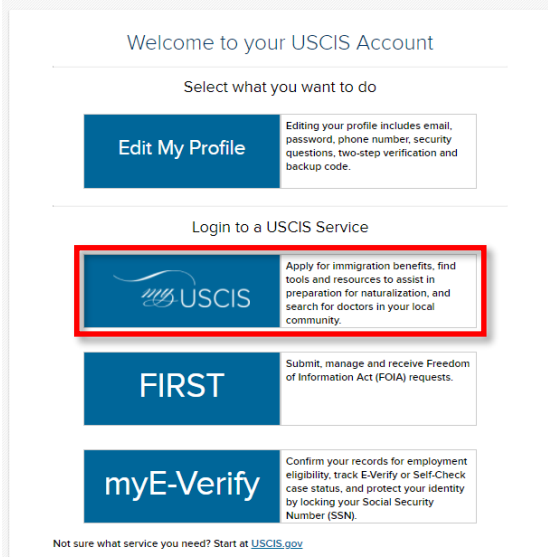 Welcome to your USCIS Account
Select what you want to do
Edit My Profile
Editing your profile includes email,
password, phone number, security
questions, two-step verification and
backup code.
Login to a USCIS Service
my USCIS
Apply for immigration benefits, find
tools and resources to assist in
preparation for naturalization, and
search for doctors in your local
community.
FIRST
Submit, manage and receive Freedom
of Information Act (FOIA) requests.
myE-Verify
Confirm your records for employment
eligibility, track E-Verify or Self-Check
case status, and protect your identity
by locking your Social Security
Number (SSN).
Not sure what service you need? Start at USCIS.gov